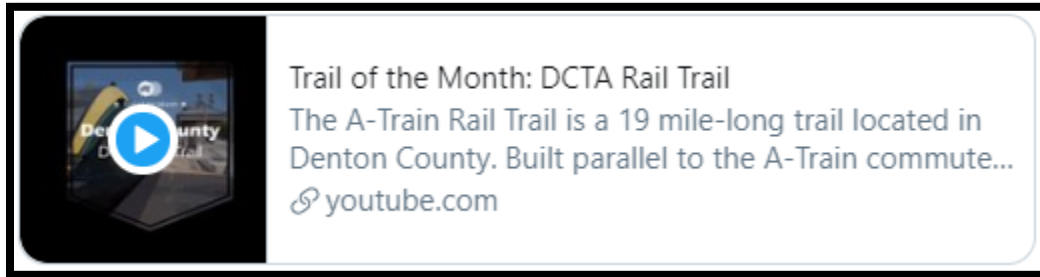 Trail of the Month: DCTA Rail Trail
The A-Train Rail Trail is a 19 mile-long trail located in
Denton County. Built parallel to the A-Train commute...
youtube.com